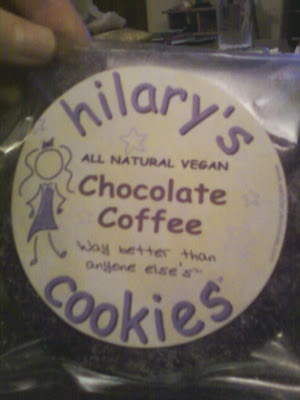 hilary's
ALL NATURAL VEGAN
Chocolate
Coffee
Way better than
anyone else's™
cookies